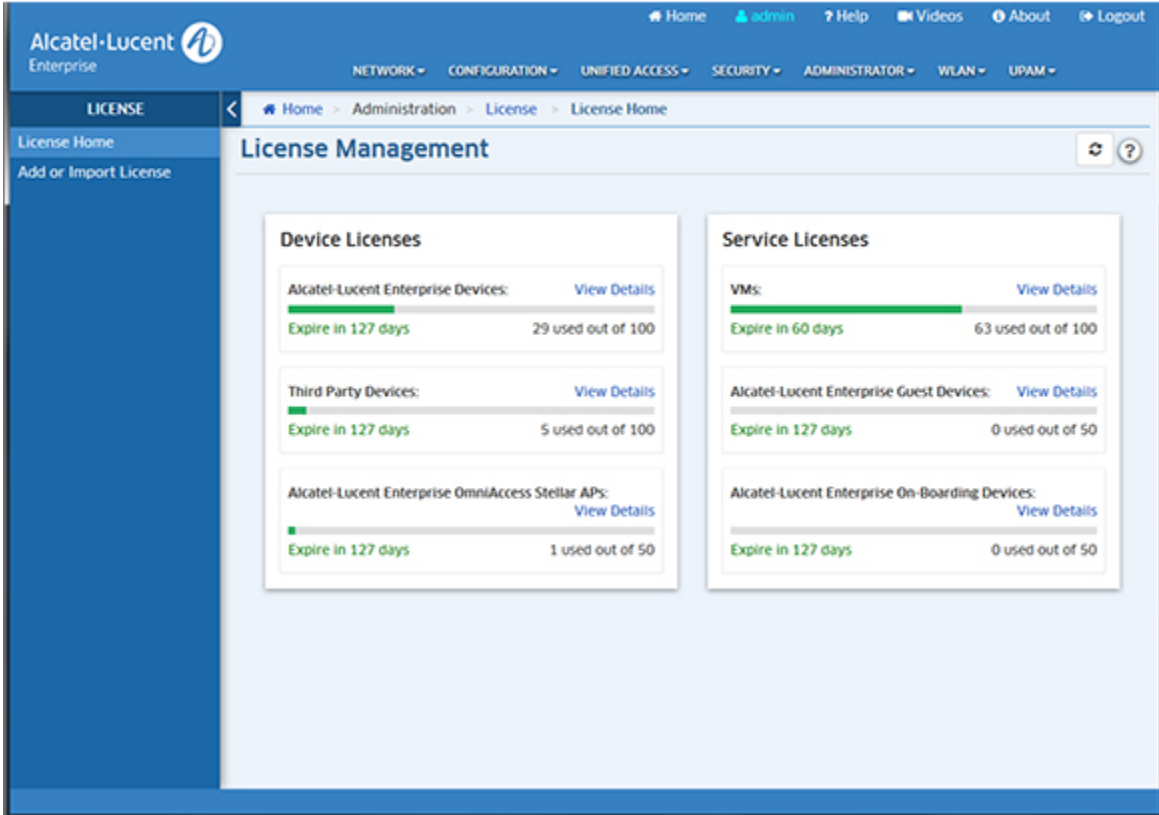 Home admin ? Help Videos About Logout
Alcatel·Lucent
Enterprise
NETWORK CONFIGURATION UNIFIED ACCESS SECURITY ADMINISTRATOR WLAN UPAM
LICENSE
Home > Administration > License > License Home
License Home
Add or Import License
License Management
?
Device Licenses
Alcatel-Lucent Enterprise Devices: View Details
Expire in 127 days 29 used out of 100
Third Party Devices: View Details
Expire in 127 days 5 used out of 100
Alcatel-Lucent Enterprise OmniAccess Stellar APs:
View Details
Expire in 127 days 1 used out of 50
Service Licenses
VMs: View Details
Expire in 60 days 63 used out of 100
Alcatel-Lucent Enterprise Guest Devices: View Details
Expire in 127 days 0 used out of 50
Alcatel-Lucent Enterprise On-Boarding Devices:
View Details
Expire in 127 days 0 used out of 50